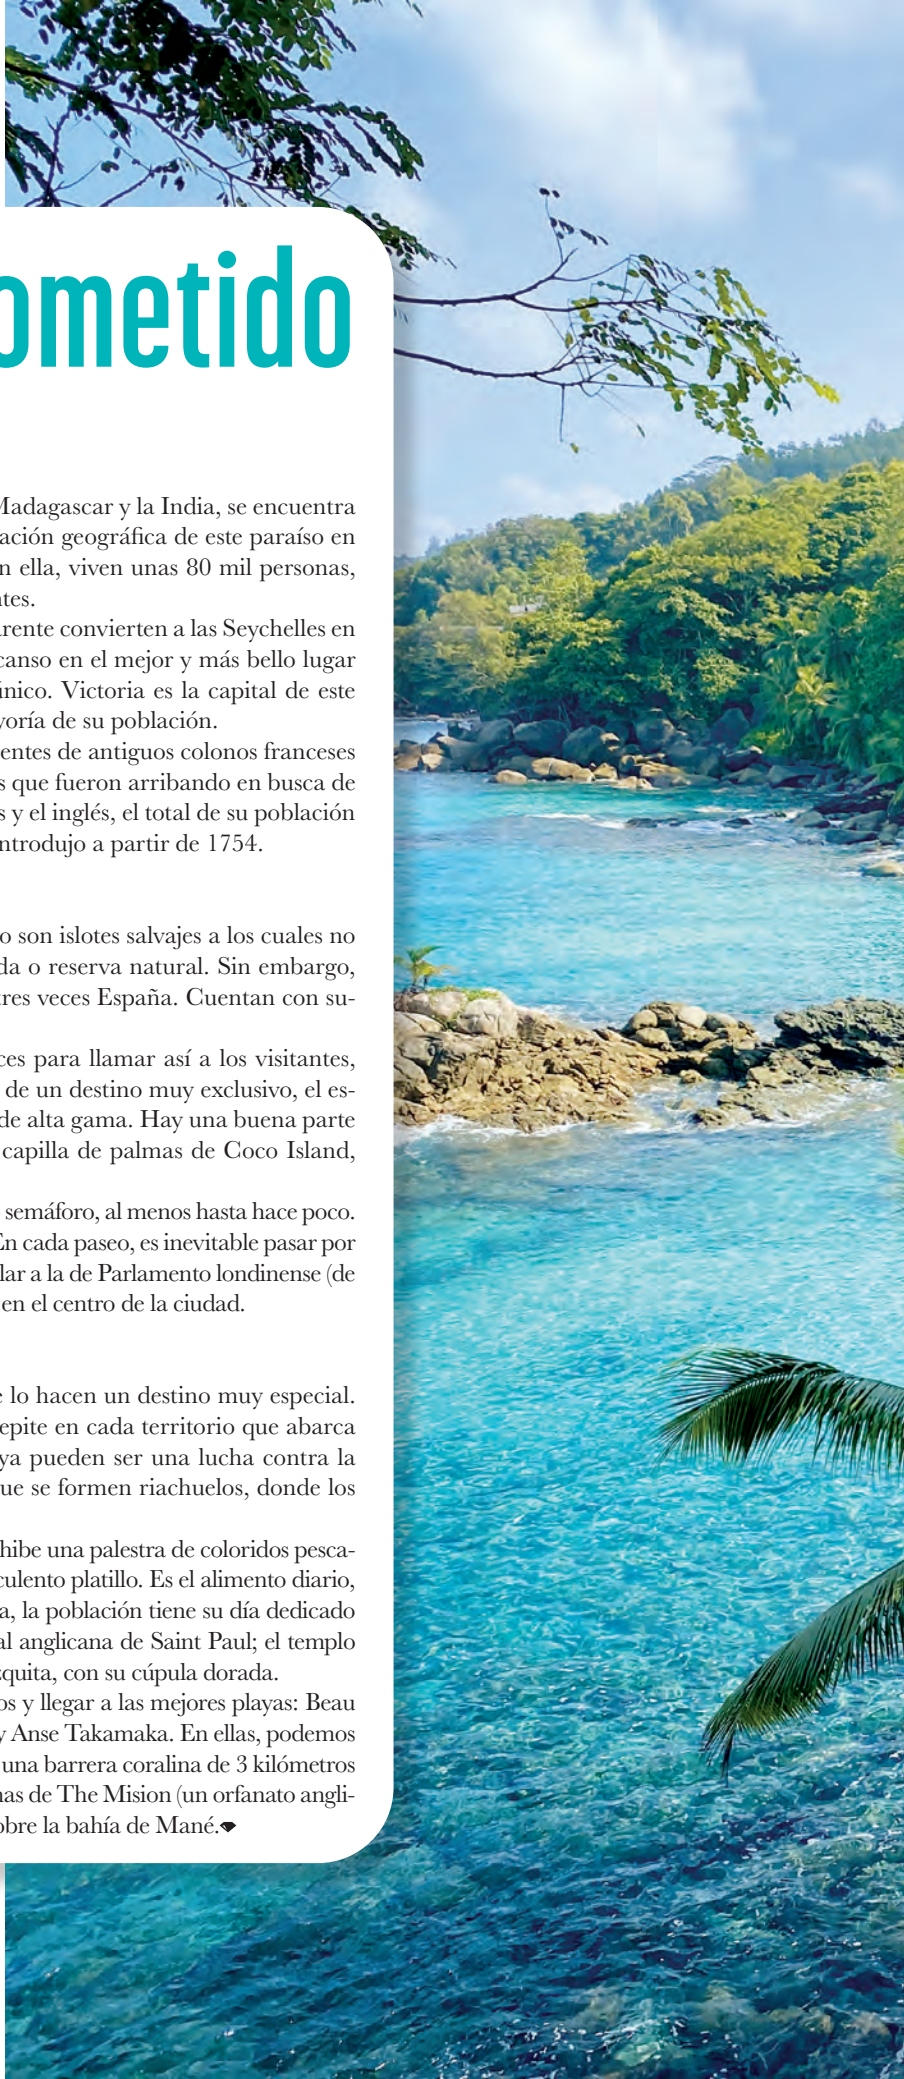 ometido
Madagascar y la India, se encuentra
ación geográfica de este paraíso en
n ella, viven unas 80 mil personas,
ntes.
arente convierten a las Seychelles en
canso en el mejor y más bello lugar
único. Victoria es la capital de este
yoría de su población.
entes de antiguos colonos franceses
s que fueron arribando en busca de
s y el inglés, el total de su población
ntrodujo a partir de 1754.
o son islotes salvajes a los cuales no
da o reserva natural. Sin embargo,
tres veces España. Cuentan con su-
ces para llamar así a los visitantes,
de un destino muy exclusivo, el es-
de alta gama. Hay una buena parte
capilla de palmas de Coco Island,
semáforo, al menos hasta hace poco.
En cada paseo, es inevitable pasar por
lar a la de Parlamento londinense (de
en el centro de la ciudad.
e lo hacen un destino muy especial.
epite en cada territorio que abarca
ya pueden ser una lucha contra la
ue se formen riachuelos, donde los
hibe una palestra de coloridos pesca-
culento platillo. Es el alimento diario,
a, la población tiene su día dedicado
al anglicana de Saint Paul; el templo
zquita, con su cúpula dorada.
os y llegar a las mejores playas: Beau
y Anse Takamaka. En ellas, podemos
una barrera coralina de 3 kilómetros
nas de The Mision (un orfanato angli-
obre la bahía de Mané.